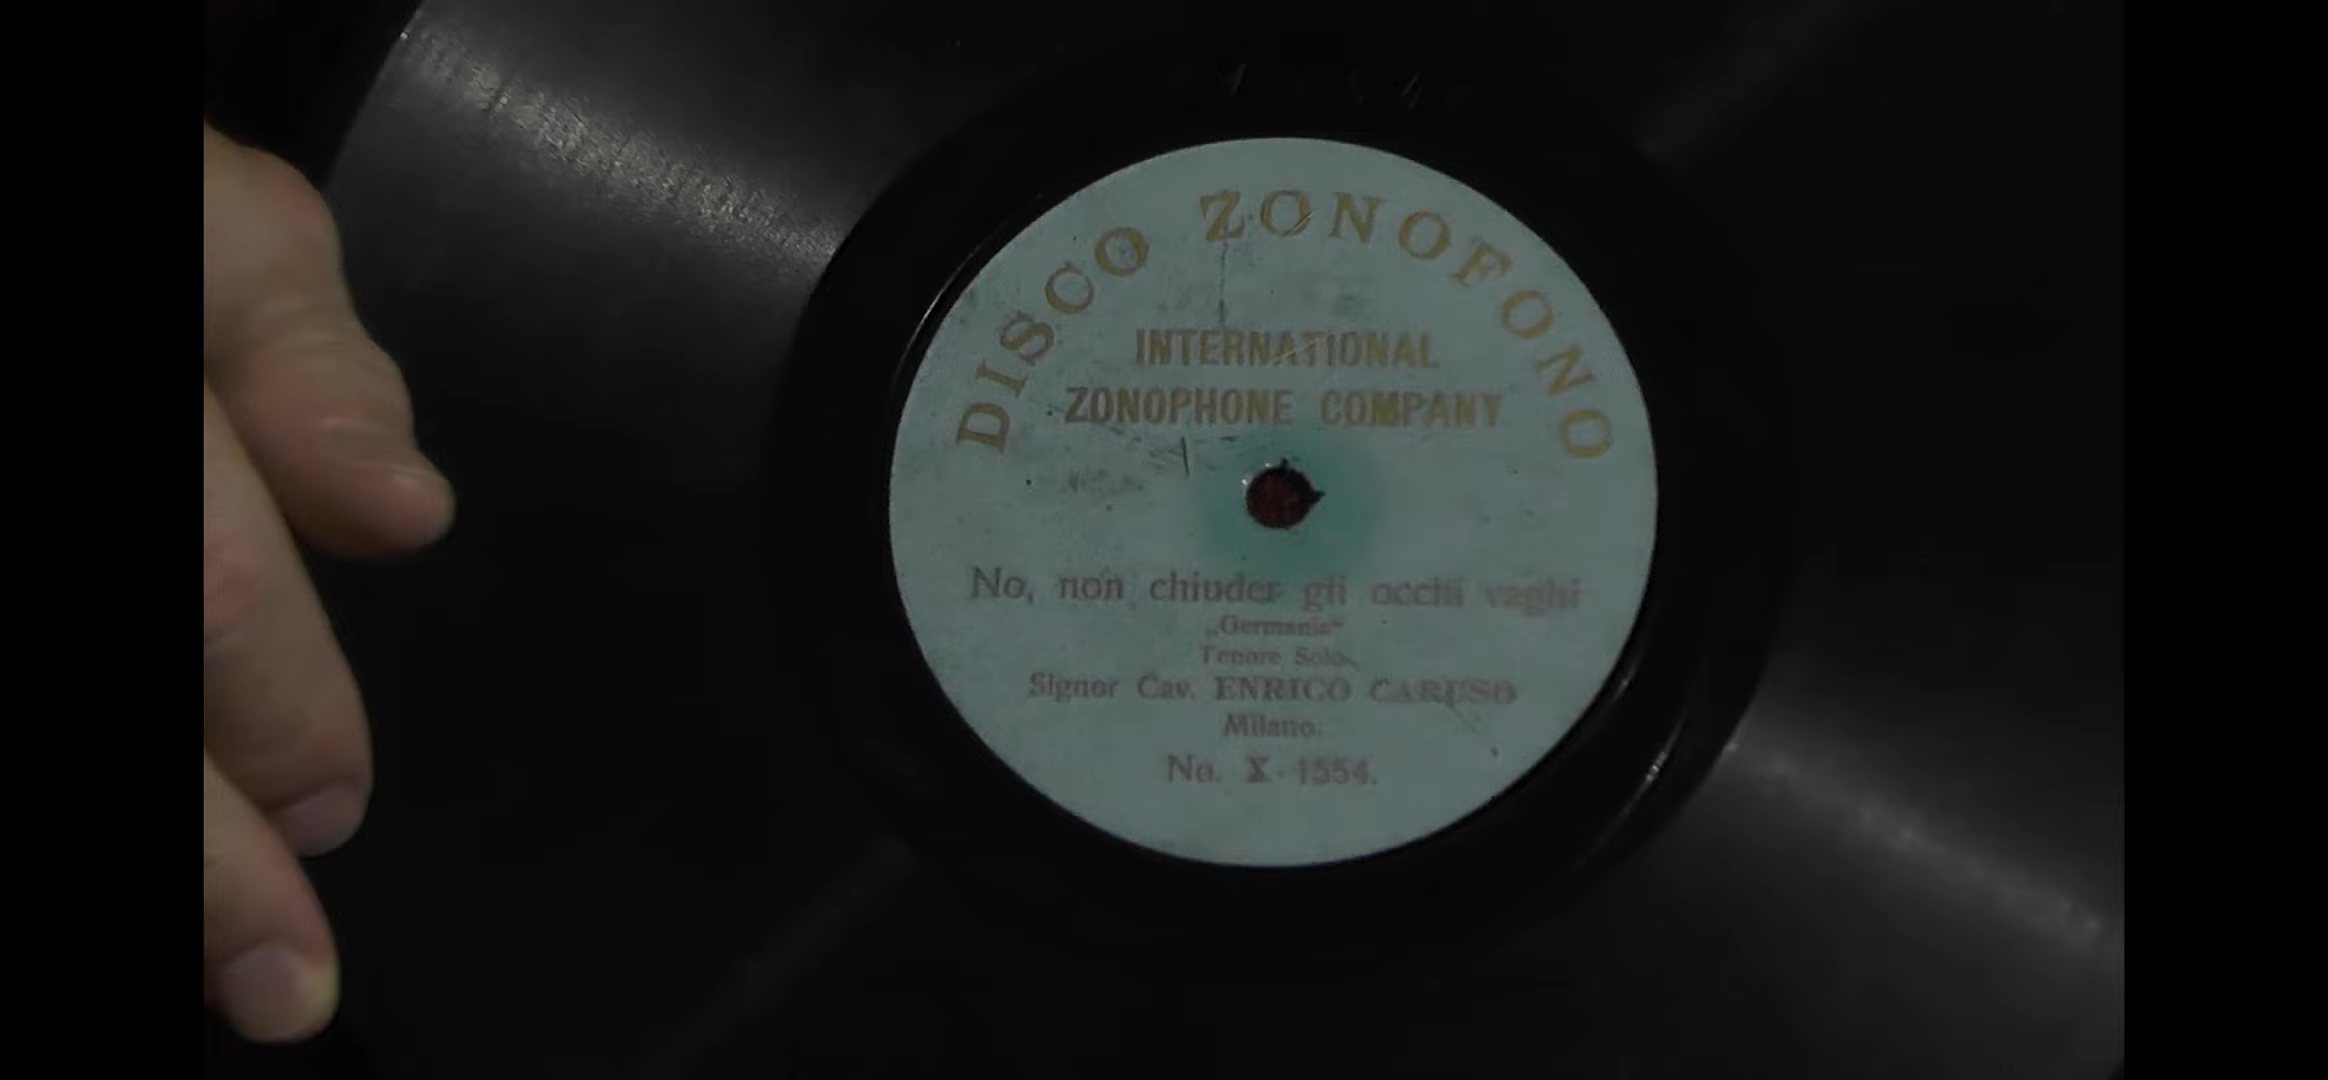 DISCO ZONOFONO
INTERNATIONAL
ZONOPHONE COMPANY
No, non chiuder gli occhi vaghi
„Germania“
Tenore Solo
Signor Cav. ENRICO CARUSO
Milano.
No. X-1554.